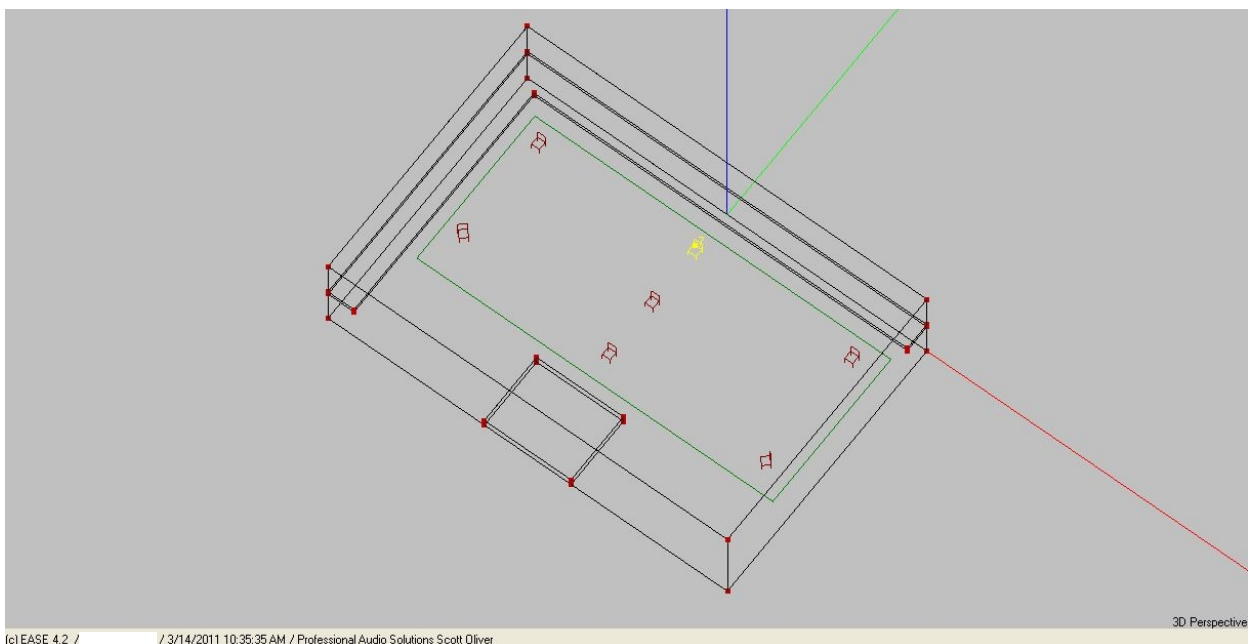 3D Perspective
(c) EASE 4.2 / / 3/14/2011 10:35:35 AM / Professional Audio Solutions Scott Oliver